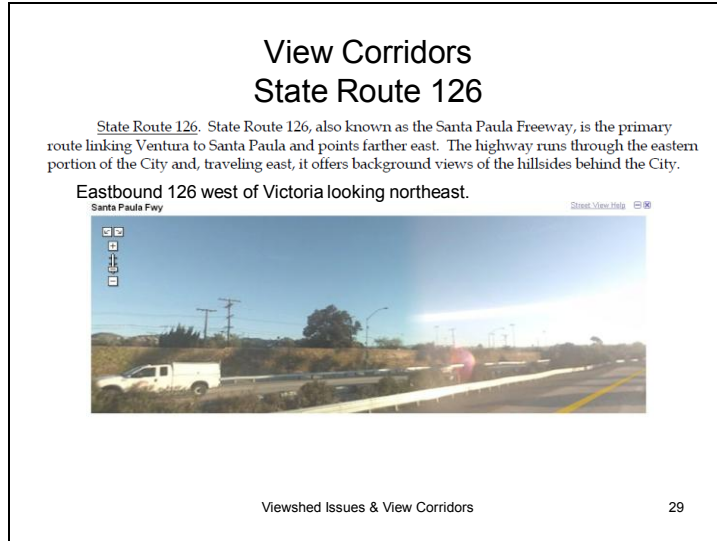 View Corridors
State Route 126
State Route 126. State Route 126, also known as the Santa Paula Freeway, is the primary
route linking Ventura to Santa Paula and points farther east. The highway runs through the eastern
portion of the City and, traveling east, it offers background views of the hillsides behind the City.
Eastbound 126 west of Victoria looking northeast.
Santa Paula Fwy
Street View Help
Viewshed Issues & View Corridors
29